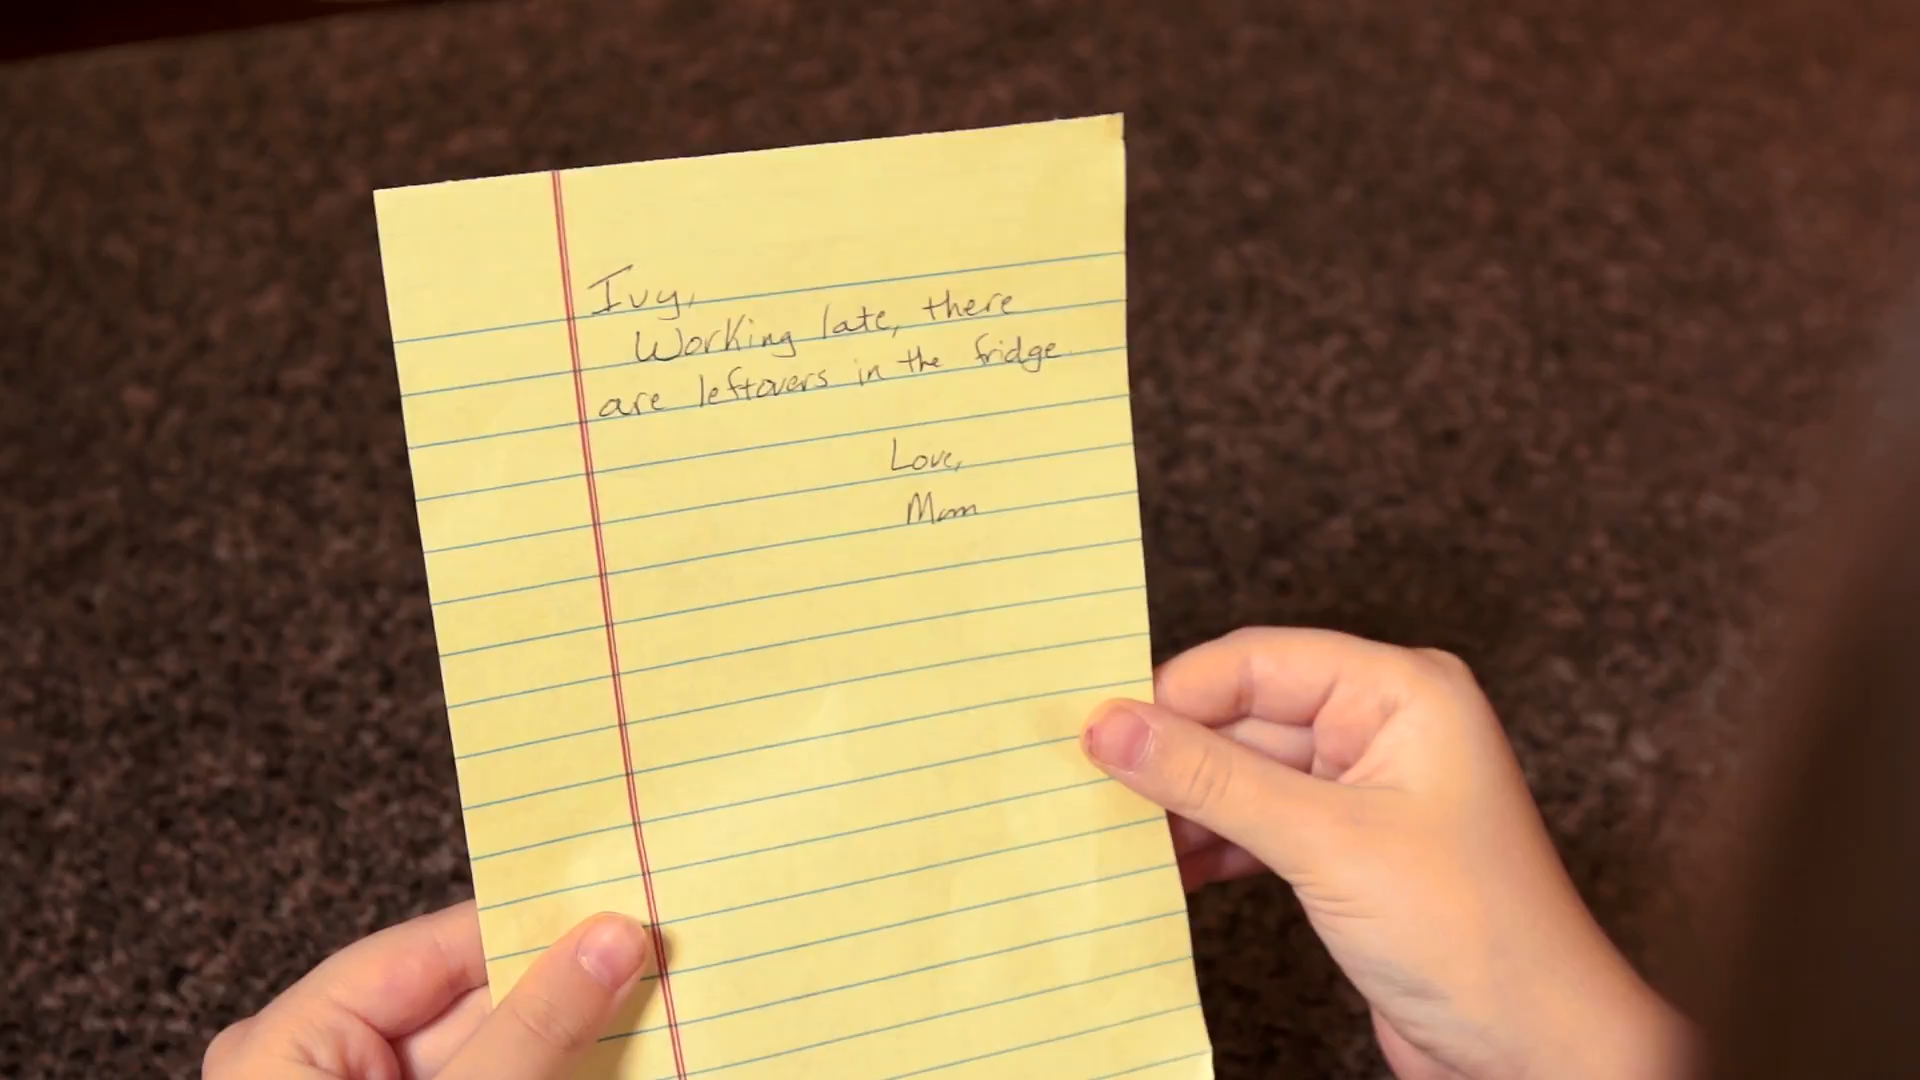 Ivy,
Working late, there
are leftovers in the fridge.
Love,
Mom